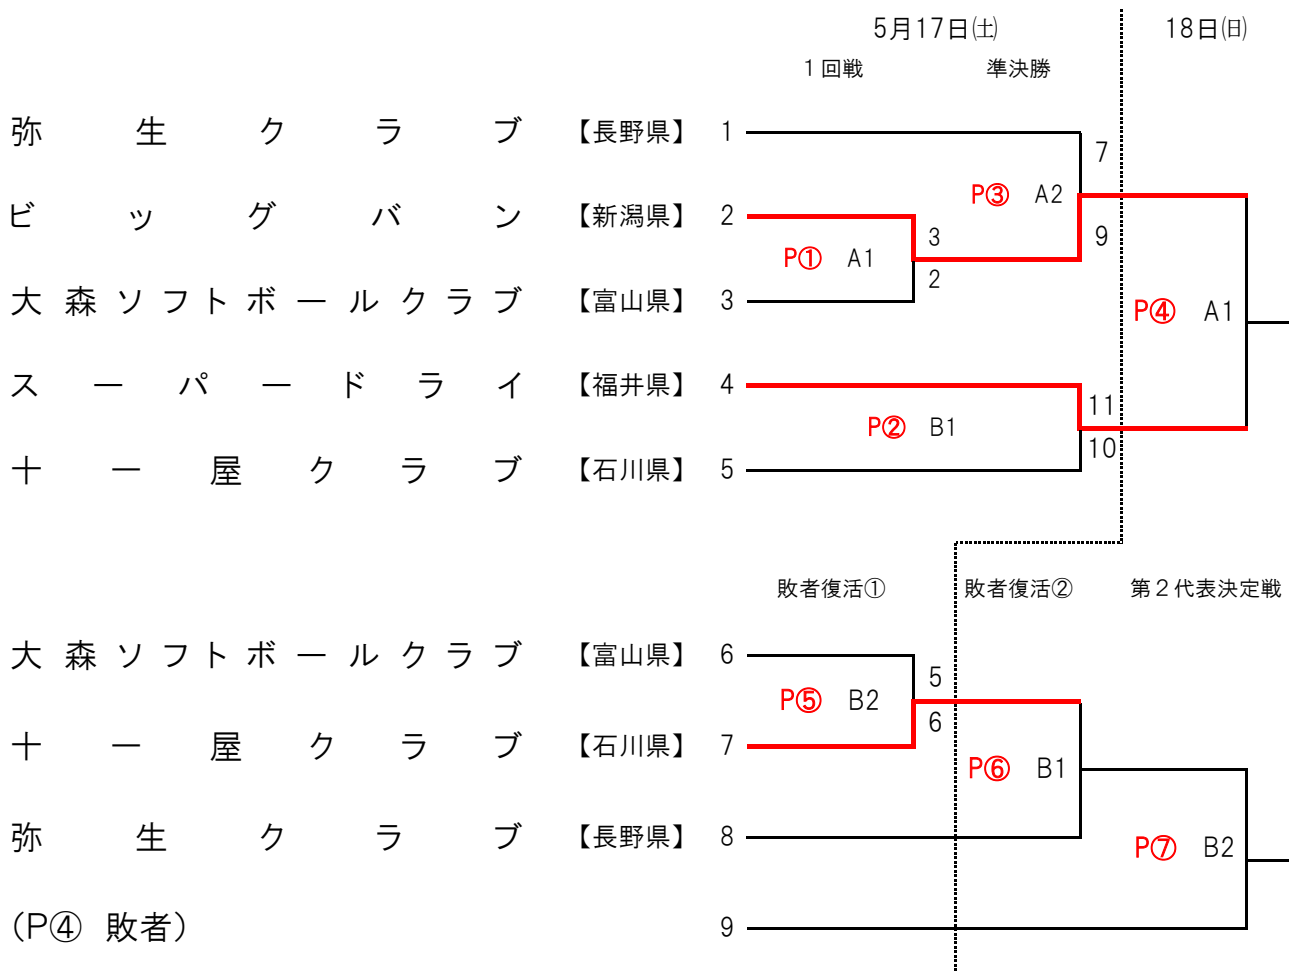 5月17日㈯ 18日㈰
１回戦 準決勝
弥生クラブ 【長野県】 1
7
P③ A2
ビッグバン 【新潟県】 2
3 9
P① A1
2
大森ソフトボールクラブ 【富山県】 3
P④ A1
スーパードライ 【福井県】 4
11
P② B1
10
十一屋クラブ 【石川県】 5
敗者復活① 敗者復活② 第２代表決定戦
大森ソフトボールクラブ 【富山県】 6
5
P⑤ B2
6
十一屋クラブ 【石川県】 7
P⑥ B1
弥生クラブ 【長野県】 8
P⑦ B2
（P④ 敗者） 9